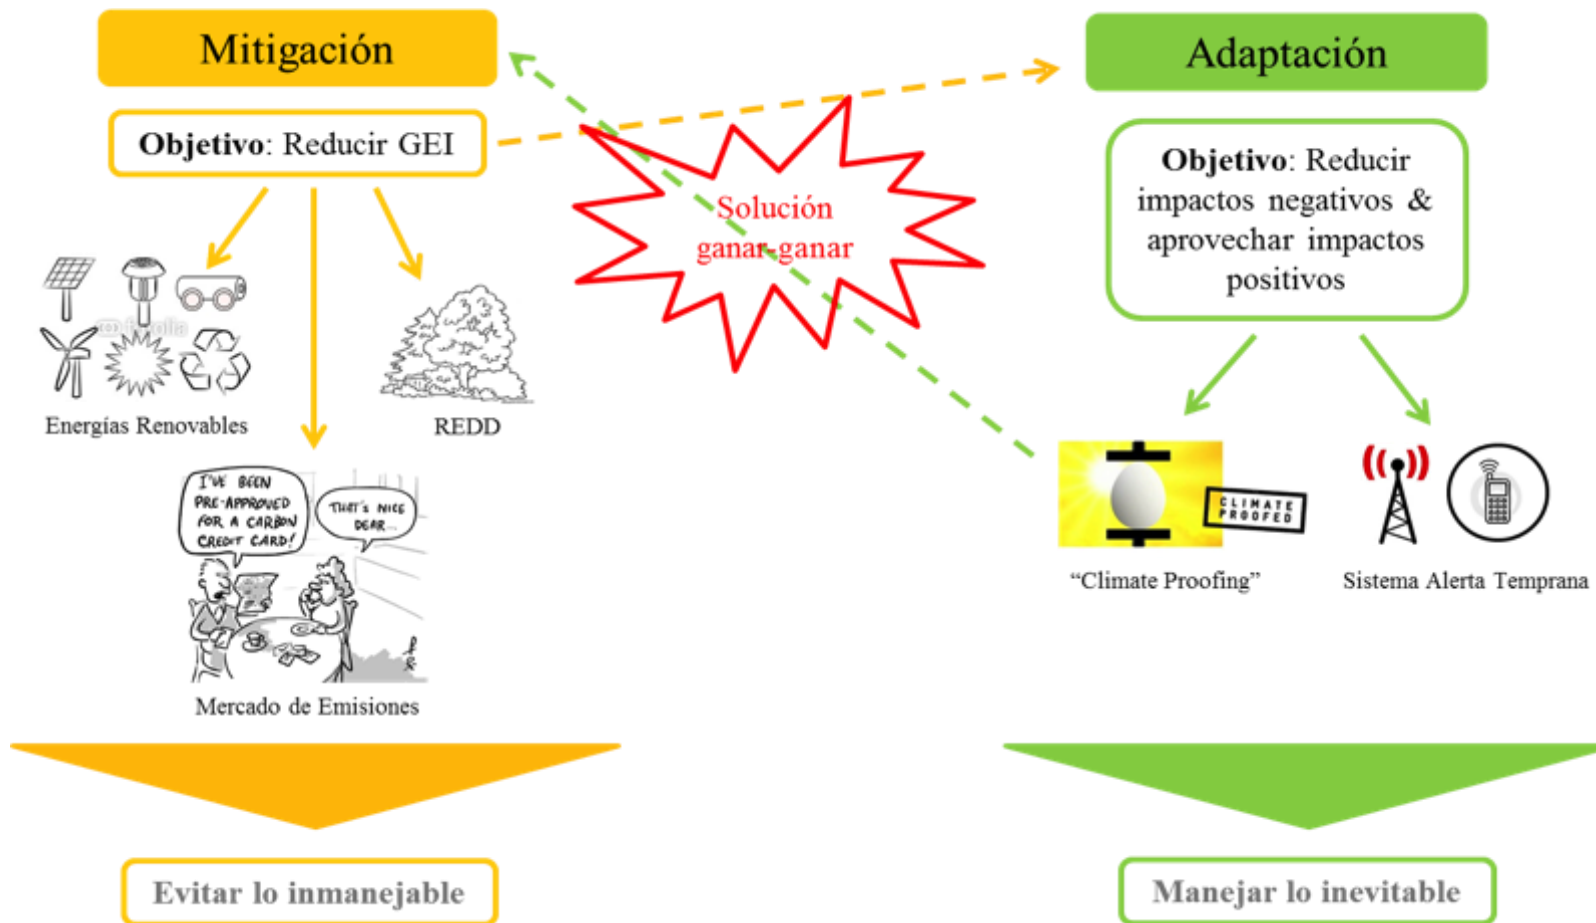 Mitigación
Objetivo: Reducir GEI
Energías Renovables
REDD
I'VE BEEN
PRE-APPROVED
FOR A CARBON
CREDIT CARD!
THAT'S NICE
DEAR...
Mercado de Emisiones
Evitar lo inmanejable
Solución
ganar-ganar
Adaptación
Objetivo: Reducir
impactos negativos &
aprovechar impactos
positivos
CLIMATE
PROOFED
“Climate Proofing”
Sistema Alerta Temprana
Manejar lo inevitable